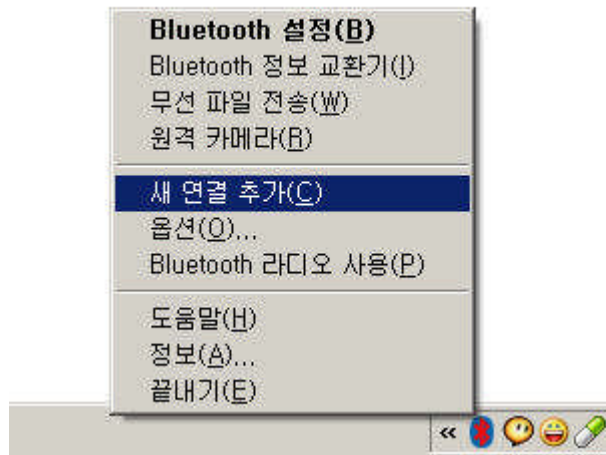 Bluetooth 설정(B)
Bluetooth 정보 교환기(I)
무선 파일 전송(W)
원격 카메라(R)
새 연결 추가(C)
옵션(O)...
Bluetooth 라디오 사용(P)
도움말(H)
정보(A)...
끝내기(E)
«